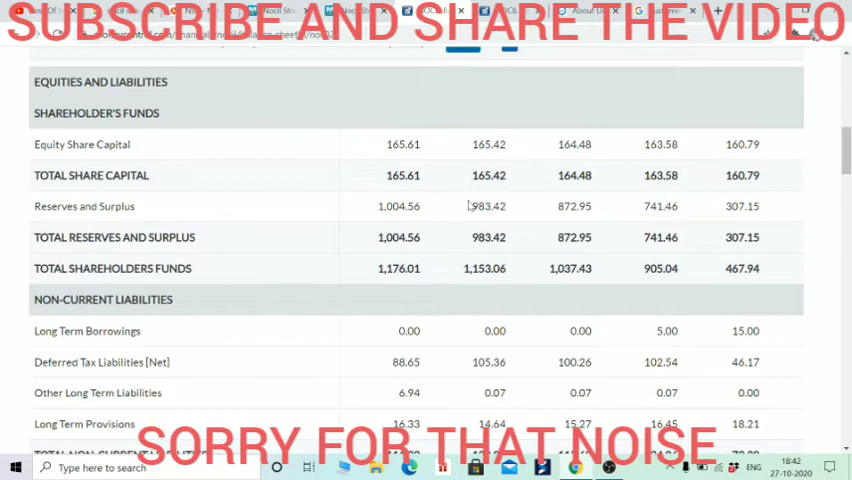 SUBSCRIBE AND SHARE THE VIDEO
EQUITIES AND LIABILITIES
SHAREHOLDER'S FUNDS
Equity Share Capital 165.61 165.42 164.48 163.58 160.79
TOTAL SHARE CAPITAL 165.61 165.42 164.48 163.58 160.79
Reserves and Surplus 1,004.56 983.42 872.95 741.46 307.15
TOTAL RESERVES AND SURPLUS 1,004.56 983.42 872.95 741.46 307.15
TOTAL SHAREHOLDERS FUNDS 1,176.01 1,153.06 1,037.43 905.04 467.94
NON-CURRENT LIABILITIES
Long Term Borrowings 0.00 0.00 0.00 5.00 15.00
Deferred Tax Liabilities [Net] 88.65 105.36 100.26 102.54 46.17
Other Long Term Liabilities 6.94 0.07 0.07 0.07 0.00
Long Term Provisions 16.33 14.64 15.27 16.45 18.21
SORRY FOR THAT NOISE
Type here to search
ENG
18:42
27-10-2020